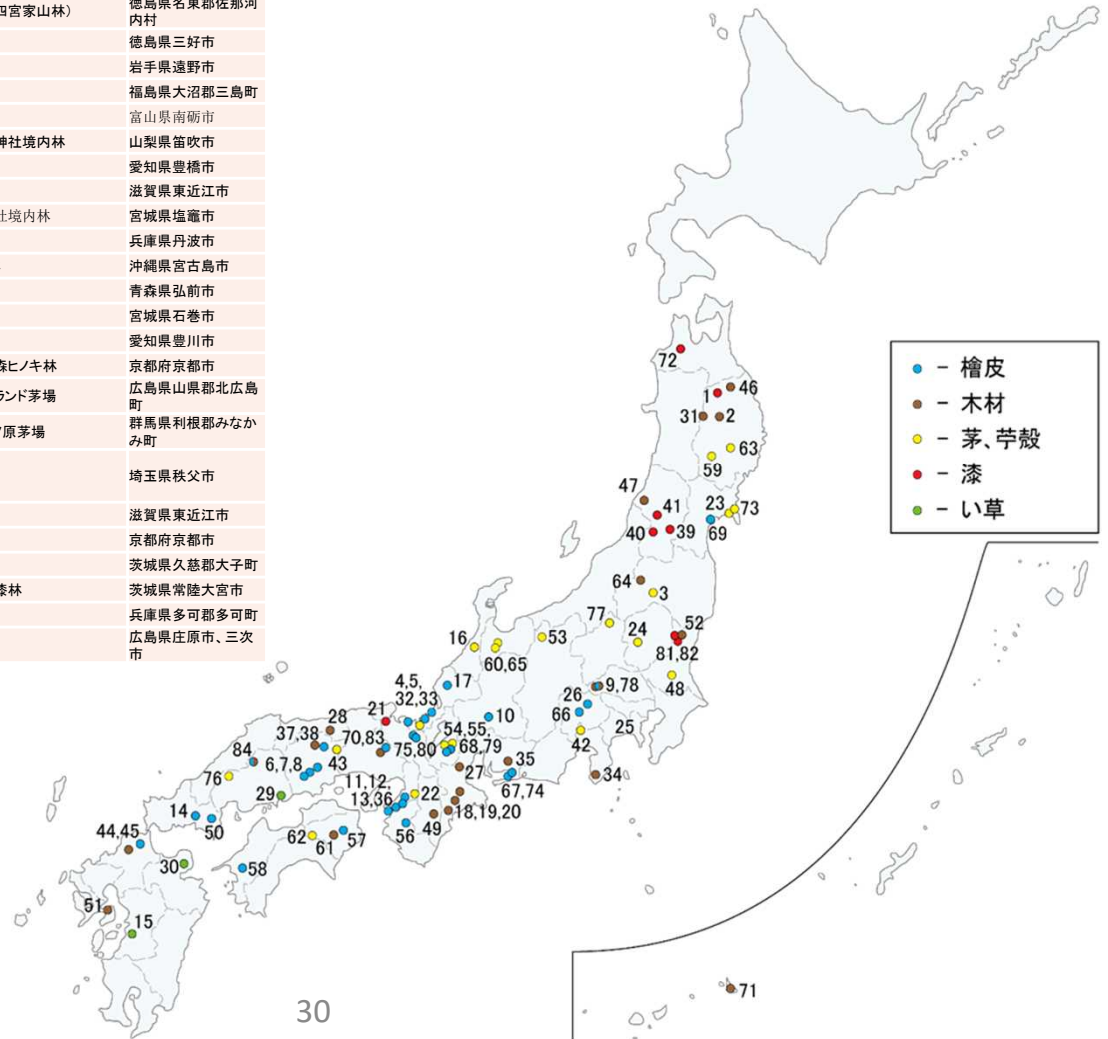 四宮家山林)
徳島県名東郡佐那河
内村
徳島県三好市
岩手県遠野市
福島県大沼郡三島町
富山県南砺市
神社境内林
山梨県笛吹市
愛知県豊橋市
滋賀県東近江市
社境内林
宮城県塩竈市
兵庫県丹波市
沖縄県宮古島市
青森県弘前市
宮城県石巻市
愛知県豊川市
森ヒノキ林
京都府京都市
ランド茅場
広島県山県郡北広島
町
原茅場
群馬県利根郡みなか
み町
埼玉県秩父市
滋賀県東近江市
京都府京都市
茨城県久慈郡大子町
漆林
茨城県常陸大宮市
兵庫県多可郡多可町
広島県庄原市、三次
市
- 檜皮
- 木材
- 茅、苧殻
- 漆
- い草
72
1
46
31
2
63
59
47
41
23
73
40
39
69
64
3
77
24
52
16
53
60,65
81,82
48
4,5,
32,33
17
9,78
26
66
25
21
10
42
28
37,38
70,83
54,55,
68,79
75,80
84
6,7,8
43
35
27
34
76
11,12,
13,36
22
67,74
29
18,19,20
14
50
49
56
44,45
62
61
57
30
58
51
15
71
30